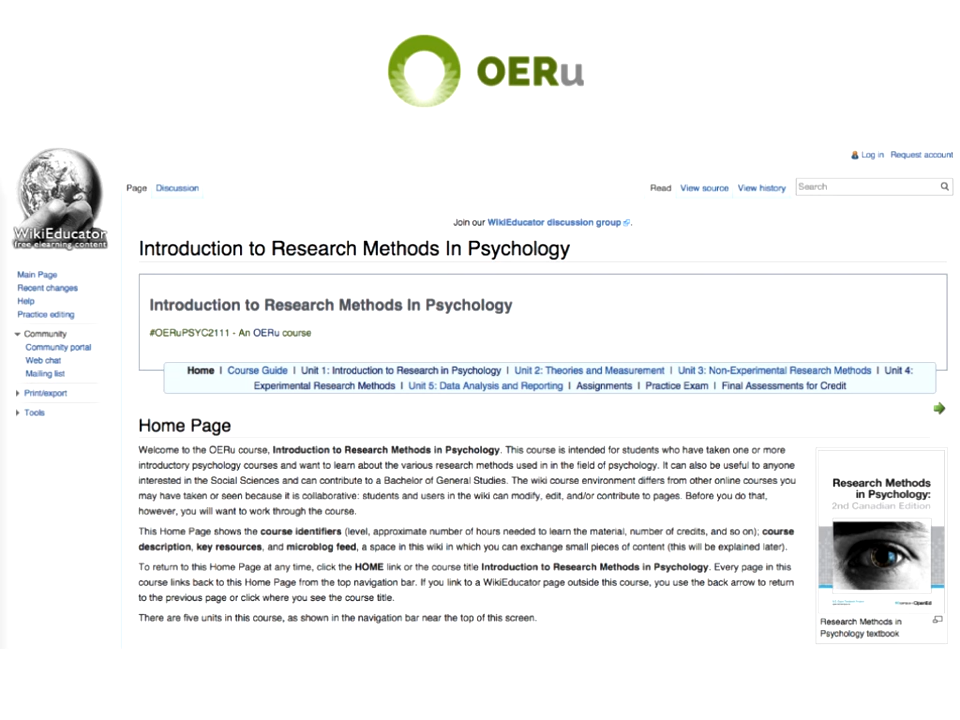 OERu
Log in Request account
Page Discussion
Read View source View history Search
Join our WikiEducator discussion group.
WikiEducator
free elearning content
Introduction to Research Methods In Psychology
Main Page
Recent changes
Help
Practice editing
Community
Community portal
Web chat
Mailing list
Print/export
Tools
Introduction to Research Methods In Psychology
#OERuPSYC2111 - An OERu course
Home | Course Guide | Unit 1: Introduction to Research in Psychology | Unit 2: Theories and Measurement | Unit 3: Non-Experimental Research Methods | Unit 4:
Experimental Research Methods | Unit 5: Data Analysis and Reporting | Assignments | Practice Exam | Final Assessments for Credit
Home Page
Welcome to the OERu course, Introduction to Research Methods in Psychology. This course is intended for students who have taken one or more
introductory psychology courses and want to learn about the various research methods used in in the field of psychology. It can also be useful to anyone
interested in the Social Sciences and can contribute to a Bachelor of General Studies. The wiki course environment differs from other online courses you
may have taken or seen because it is collaborative: students and users in the wiki can modify, edit, and/or contribute to pages. Before you do that,
however, you will want to work through the course.
This Home Page shows the course identifiers (level, approximate number of hours needed to learn the material, number of credits, and so on); course
description, key resources, and microblog feed, a space in this wiki in which you can exchange small pieces of content (this will be explained later).
To return to this Home Page at any time, click the HOME link or the course title Introduction to Research Methods in Psychology. Every page in this
course links back to this Home Page from the top navigation bar. If you link to a WikiEducator page outside this course, you use the back arrow to return
to the previous page or click where you see the course title.
There are five units in this course, as shown in the navigation bar near the top of this screen.
Research Methods
in Psychology:
2nd Canadian Edition
OpenEd
Research Methods in
Psychology textbook